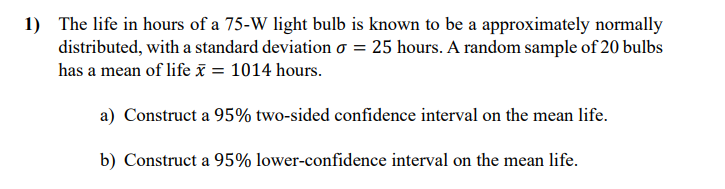 1) The life in hours of a 75-W light bulb is known to be a approximately normally
distributed, with a standard deviation σ = 25 hours. A random sample of 20 bulbs
has a mean of life x̄ = 1014 hours.
a) Construct a 95% two-sided confidence interval on the mean life.
b) Construct a 95% lower-confidence interval on the mean life.